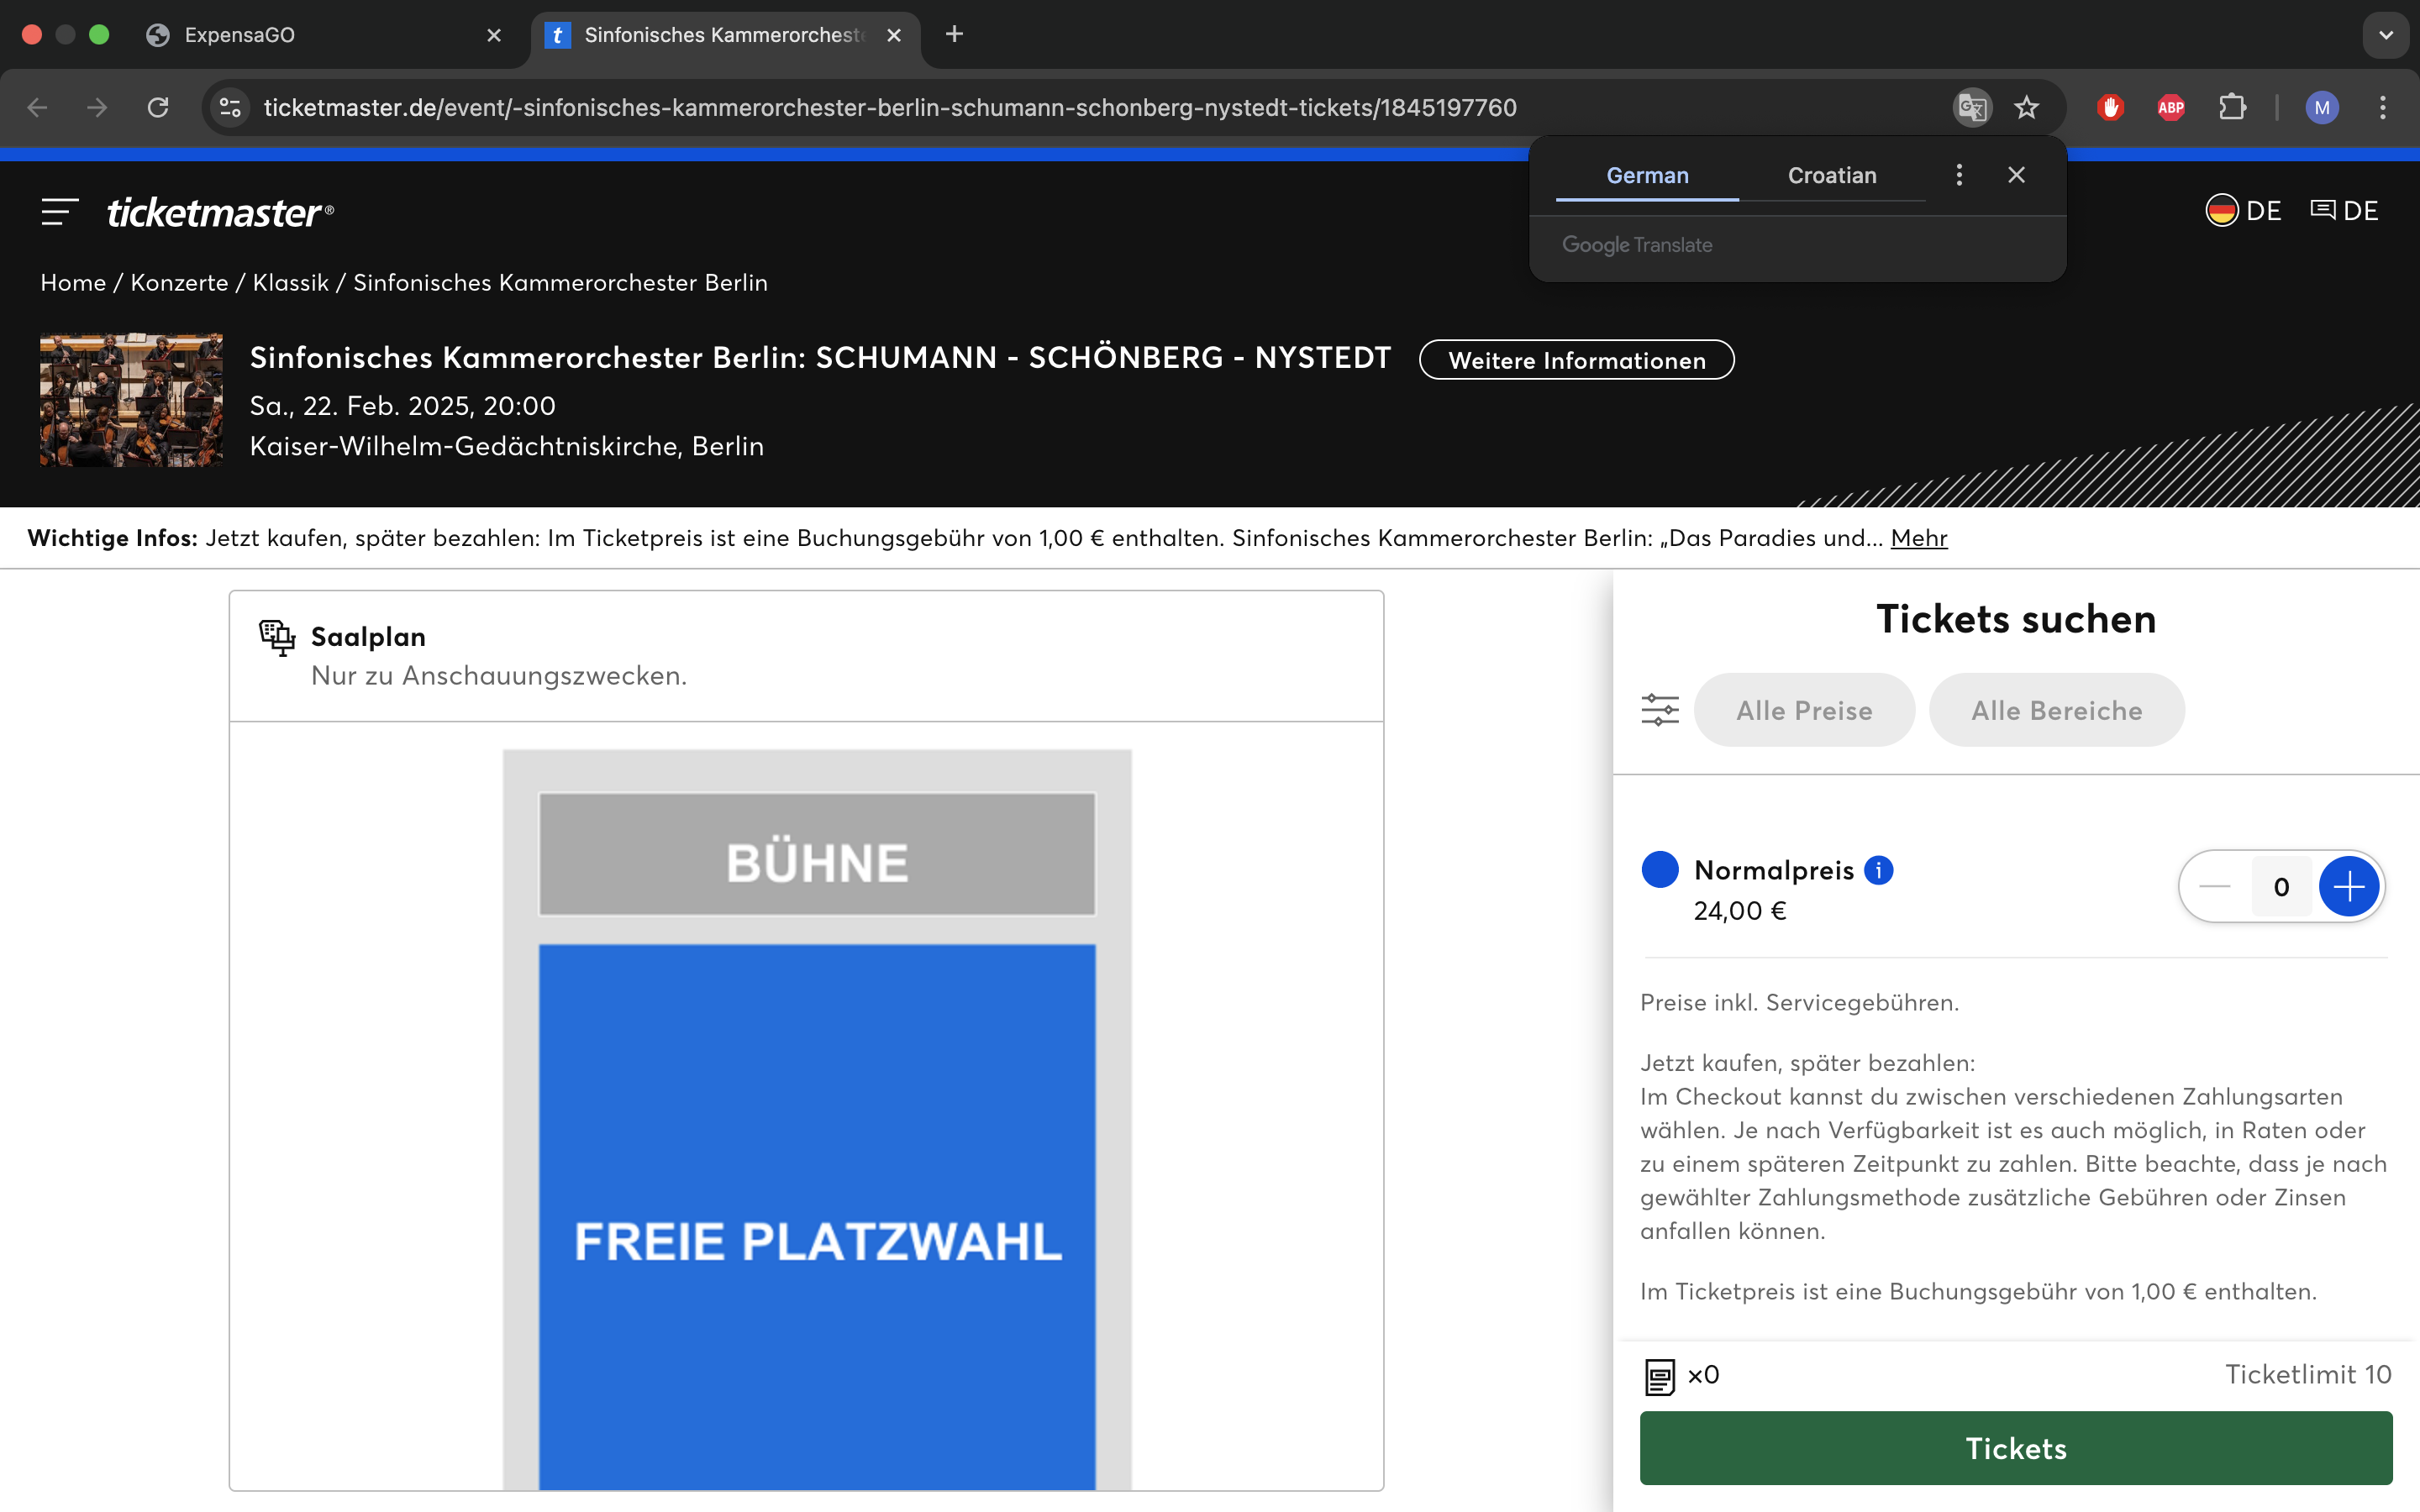 ExpensaGO
Sinfonisches Kammerorcheste
ticketmaster.de/event/-sinfonisches-kammerorchester-berlin-schumann-schonberg-nystedt-tickets/1845197760
ABP
M
German
Croatian
Google Translate
ticketmaster®
DE
DE
Home / Konzerte / Klassik / Sinfonisches Kammerorchester Berlin
Sinfonisches Kammerorchester Berlin: SCHUMANN - SCHÖNBERG - NYSTEDT
Weitere Informationen
Sa., 22. Feb. 2025, 20:00
Kaiser-Wilhelm-Gedächtniskirche, Berlin
Wichtige Infos: Jetzt kaufen, später bezahlen: Im Ticketpreis ist eine Buchungsgebühr von 1,00 € enthalten. Sinfonisches Kammerorchester Berlin: „Das Paradies und... Mehr
Saalplan
Nur zu Anschauungszwecken.
BÜHNE
FREIE PLATZWAHL
Tickets suchen
Alle Preise
Alle Bereiche
Normalpreis i
24,00 €
0
Preise inkl. Servicegebühren.
Jetzt kaufen, später bezahlen:
Im Checkout kannst du zwischen verschiedenen Zahlungsarten
wählen. Je nach Verfügbarkeit ist es auch möglich, in Raten oder
zu einem späteren Zeitpunkt zu zahlen. Bitte beachte, dass je nach
gewählter Zahlungsmethode zusätzliche Gebühren oder Zinsen
anfallen können.
Im Ticketpreis ist eine Buchungsgebühr von 1,00 € enthalten.
×0
Ticketlimit 10
Tickets